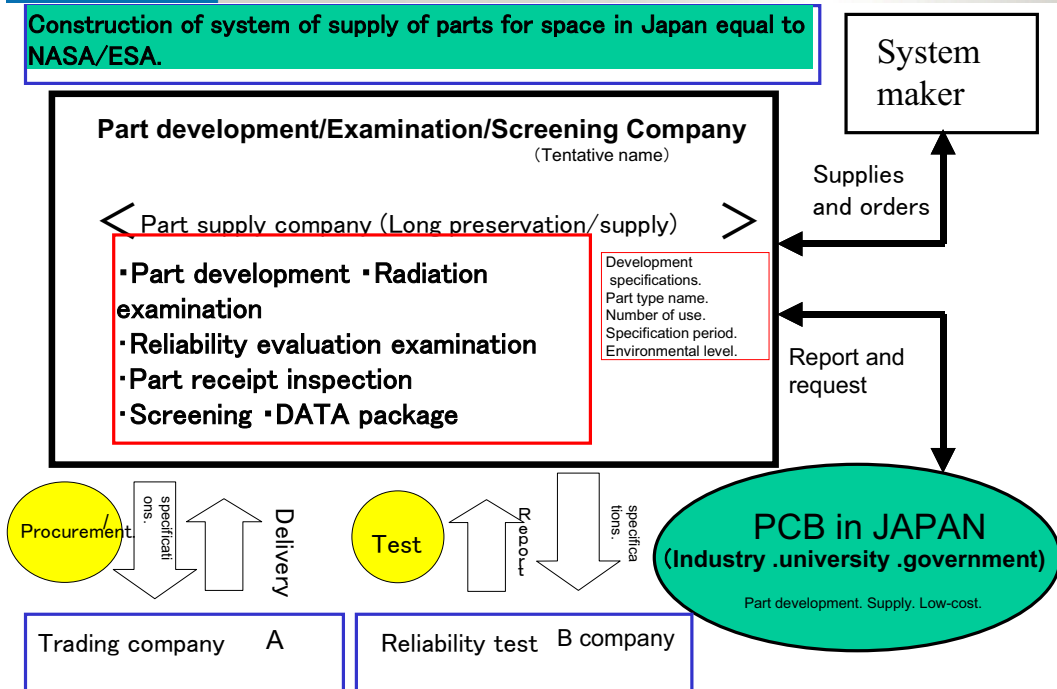 Construction of system of supply of parts for space in Japan equal to
NASA/ESA.
System
maker
Part development/Examination/Screening Company
(Tentative name)
Supplies
and orders
＜ Part supply company (Long preservation/supply) ＞
・Part development ・Radiation
examination
・Reliability evaluation examination
・Part receipt inspection
・Screening ・DATA package
Development
specifications.
Part type name.
Number of use.
Specification period.
Environmental level.
Report and
request
Procurement.
/
specificati
ons.
Delivery
Test
Report
specifica
tions.
PCB in JAPAN
(Industry .university .government)
Part development. Supply. Low-cost.
Trading company A
Reliability test B company